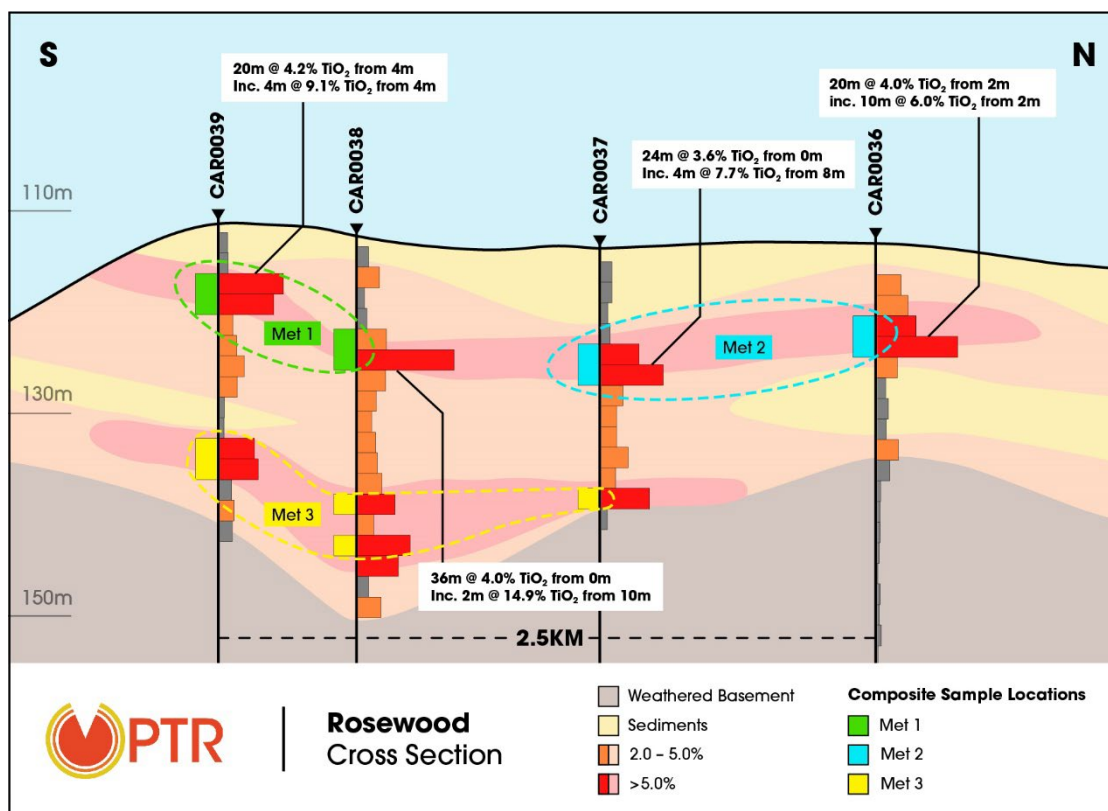 S
N
20m @ 4.2% TiO₂ from 4m
Inc. 4m @ 9.1% TiO₂ from 4m
20m @ 4.0% TiO₂ from 2m
inc. 10m @ 6.0% TiO₂ from 2m
24m @ 3.6% TiO₂ from 0m
Inc. 4m @ 7.7% TiO₂ from 8m
CAR0039
CAR0038
CAR0037
CAR0036
110m
130m
150m
Met 1
Met 2
Met 3
36m @ 4.0% TiO₂ from 0m
Inc. 2m @ 14.9% TiO₂ from 10m
2.5KM
PTR
Rosewood
Cross Section
Weathered Basement
Sediments
2.0 – 5.0%
>5.0%
Composite Sample Locations
Met 1
Met 2
Met 3